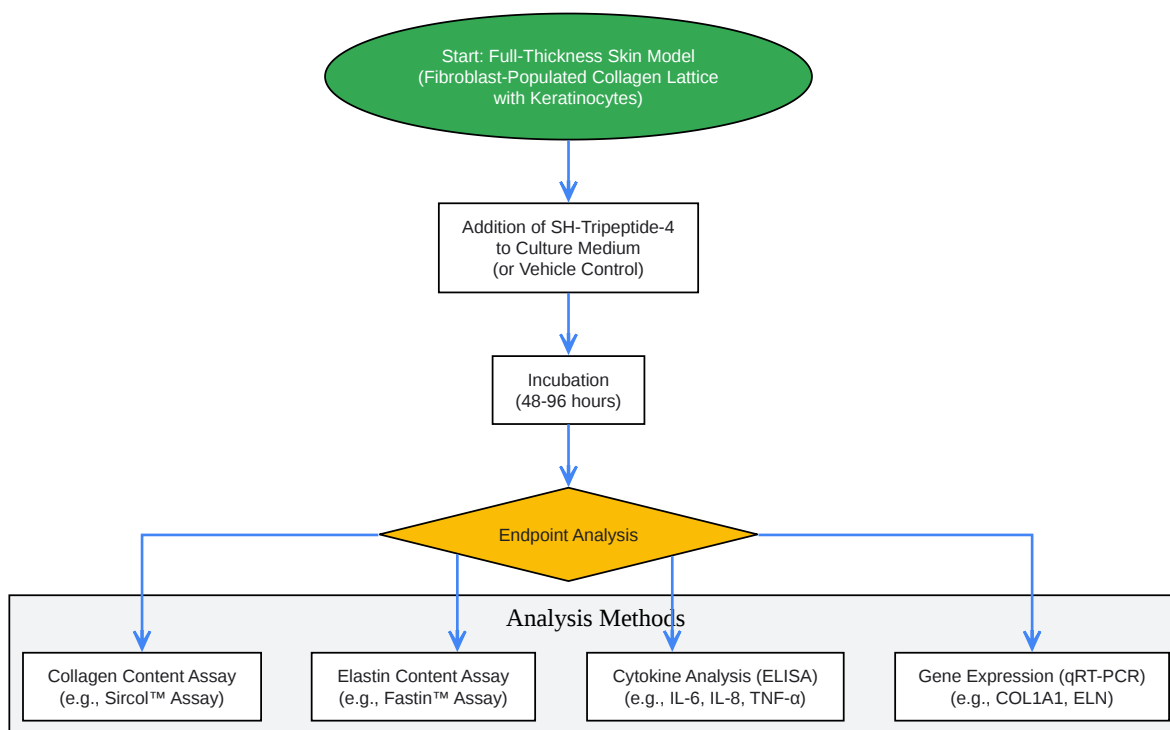 Start: Full-Thickness Skin Model
(Fibroblast-Populated Collagen Lattice
with Keratinocytes)
Addition of SH-Tripeptide-4
to Culture Medium
(or Vehicle Control)
Incubation
(48-96 hours)
Endpoint Analysis
Analysis Methods
Collagen Content Assay
(e.g., Sircol™ Assay)
Elastin Content Assay
(e.g., Fastin™ Assay)
Cytokine Analysis (ELISA)
(e.g., IL-6, IL-8, TNF-α)
Gene Expression (qRT-PCR)
(e.g., COL1A1, ELN)